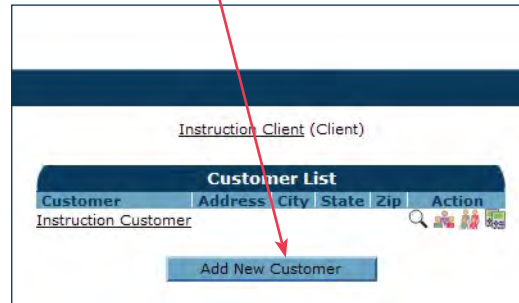 Instruction Client (Client)
Customer List
Customer Address City State Zip Action
Instruction Customer
Add New Customer